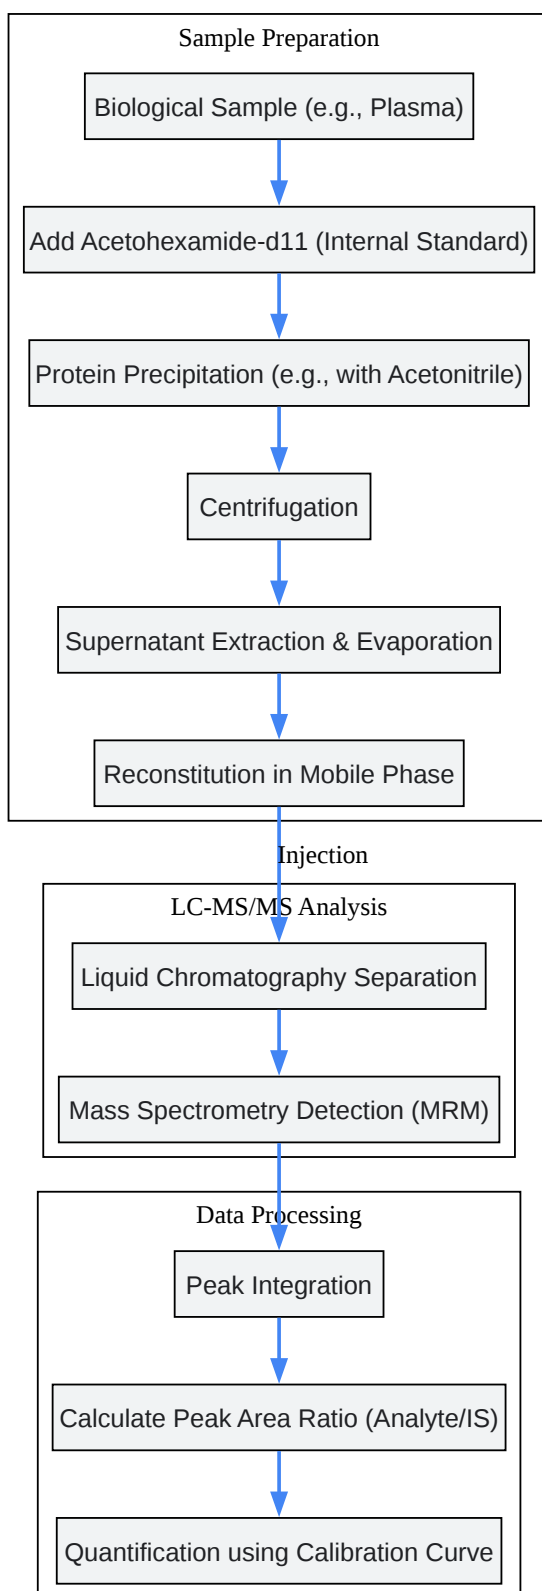 Sample Preparation
Biological Sample (e.g., Plasma)
Add Acetohexamide-d11 (Internal Standard)
Protein Precipitation (e.g., with Acetonitrile)
Centrifugation
Supernatant Extraction & Evaporation
Reconstitution in Mobile Phase
Injection
LC-MS/MS Analysis
Liquid Chromatography Separation
Mass Spectrometry Detection (MRM)
Data Processing
Peak Integration
Calculate Peak Area Ratio (Analyte/IS)
Quantification using Calibration Curve